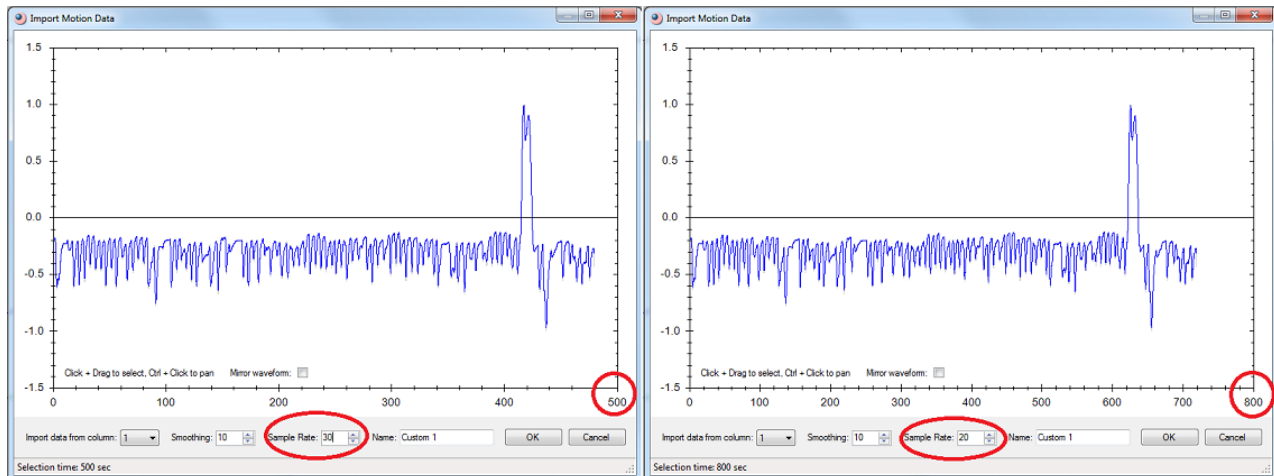 Import Motion Data
1.5
1.0
0.5
0.0
-0.5
-1.0
-1.5
Click + Drag to select, Ctrl + Click to pan Mirror waveform:
0 100 200 300 400 500
Import data from column: 1 Smoothing: 10 Sample Rate: 30 Name: Custom 1 OK Cancel
Selection time: 500 sec
Import Motion Data
1.5
1.0
0.5
0.0
-0.5
-1.0
-1.5
Click + Drag to select, Ctrl + Click to pan Mirror waveform:
0 100 200 300 400 500 600 700 800
Import data from column: 1 Smoothing: 10 Sample Rate: 20 Name: Custom 1 OK Cancel
Selection time: 800 sec